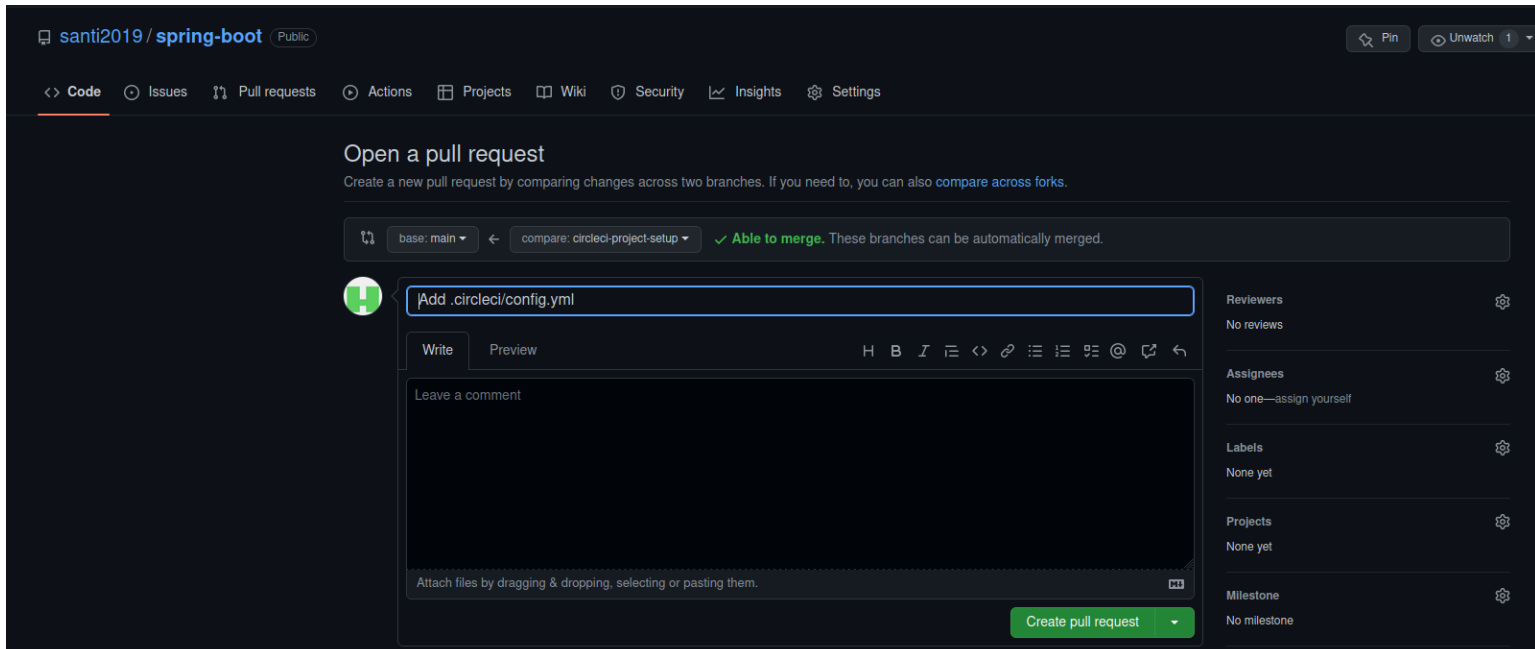 santi2019 / spring-boot Public
Pin
Unwatch 1
Code Issues Pull requests Actions Projects Wiki Security Insights Settings
Open a pull request
Create a new pull request by comparing changes across two branches. If you need to, you can also compare across forks.
base: main compare: circleci-project-setup Able to merge. These branches can be automatically merged.
Add .circleci/config.yml
Write Preview
Leave a comment
Attach files by dragging & dropping, selecting or pasting them.
Create pull request
Reviewers
No reviews
Assignees
No one—assign yourself
Labels
None yet
Projects
None yet
Milestone
No milestone